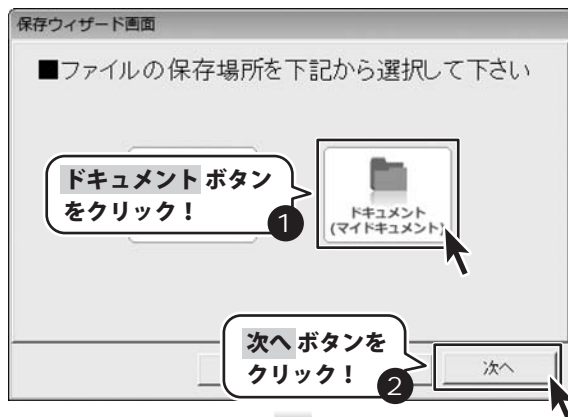 保存ウィザード画面
■ファイルの保存場所を下記から選択して下さい
ドキュメント ボタン
をクリック！
1
ドキュメント
(マイドキュメント)
次へ ボタンを
クリック！
2
次へ